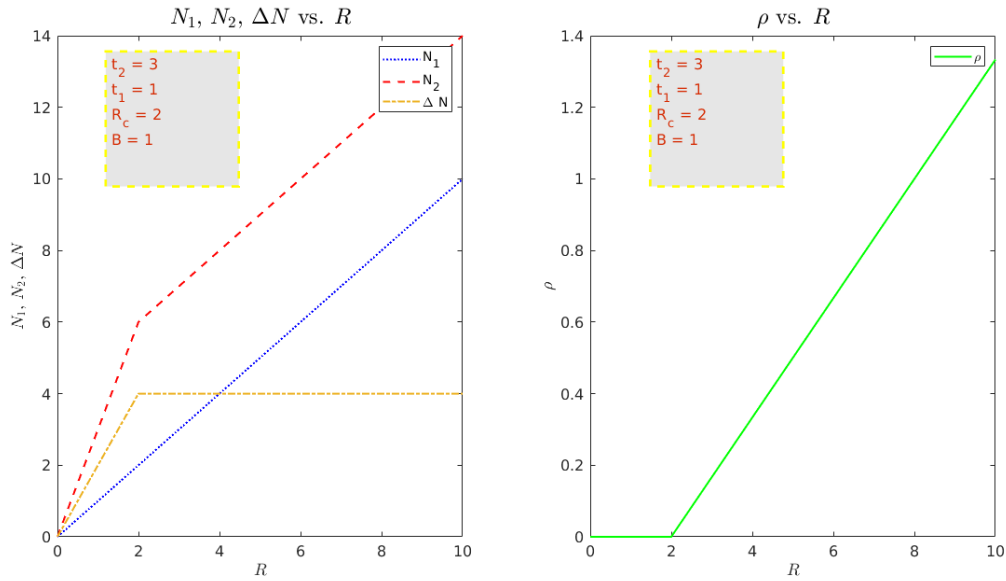 N₁, N₂, ΔN vs. R
14
12
10
8
6
4
2
0
N₁, N₂, ΔN
t₂ = 3
t₁ = 1
R_c = 2
B = 1
N₁
N₂
Δ N
0 2 4 6 8 10
R
ρ vs. R
1.4
1.2
1
0.8
0.6
0.4
0.2
0
ρ
t₂ = 3
t₁ = 1
R_c = 2
B = 1
ρ
0 2 4 6 8 10
R